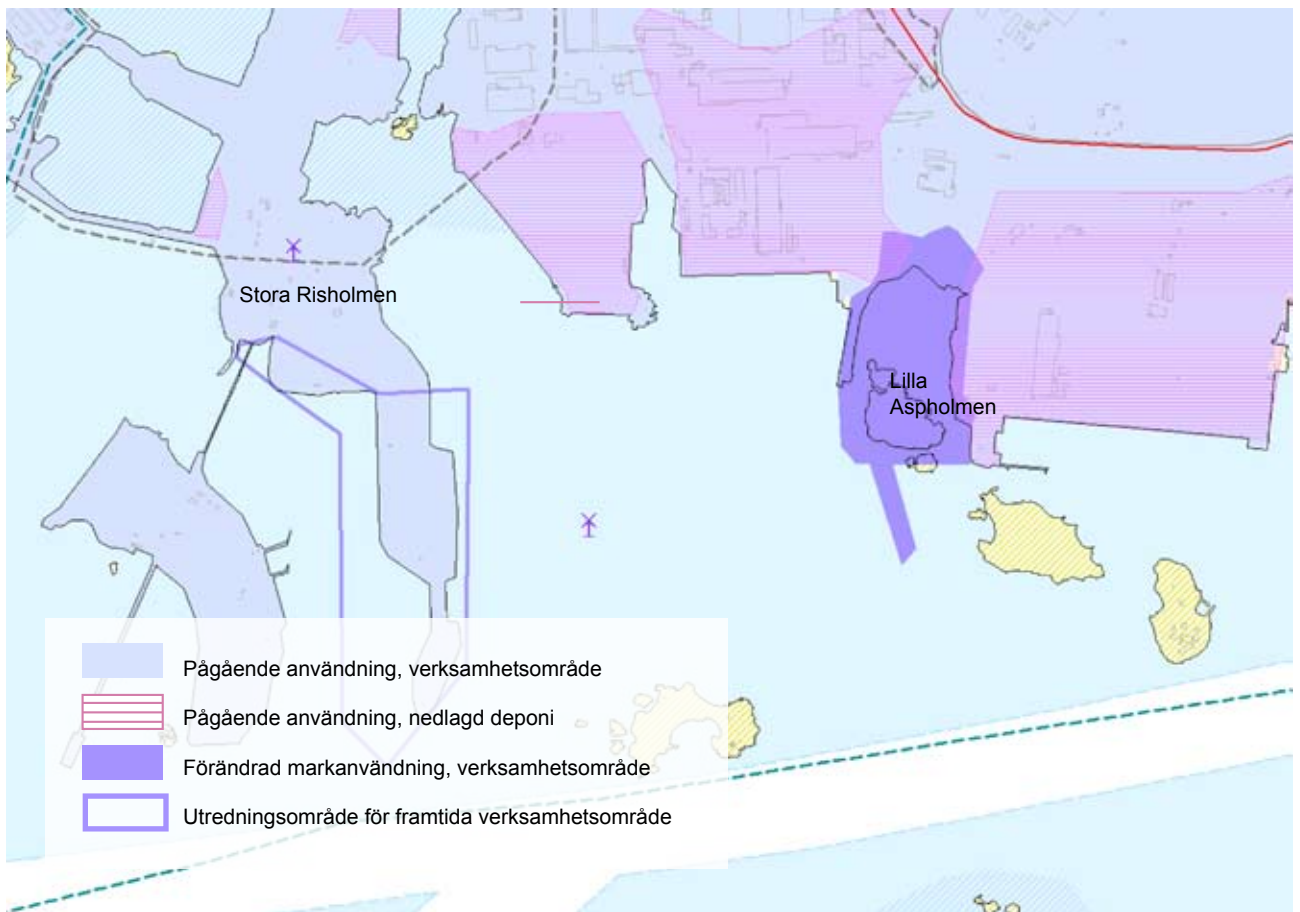 Stora Risholmen
Lilla
Aspholmen
Pågående användning, verksamhetsområde
Pågående användning, nedlagd deponi
Förändrad markanvändning, verksamhetsområde
Utredningsområde för framtida verksamhetsområde